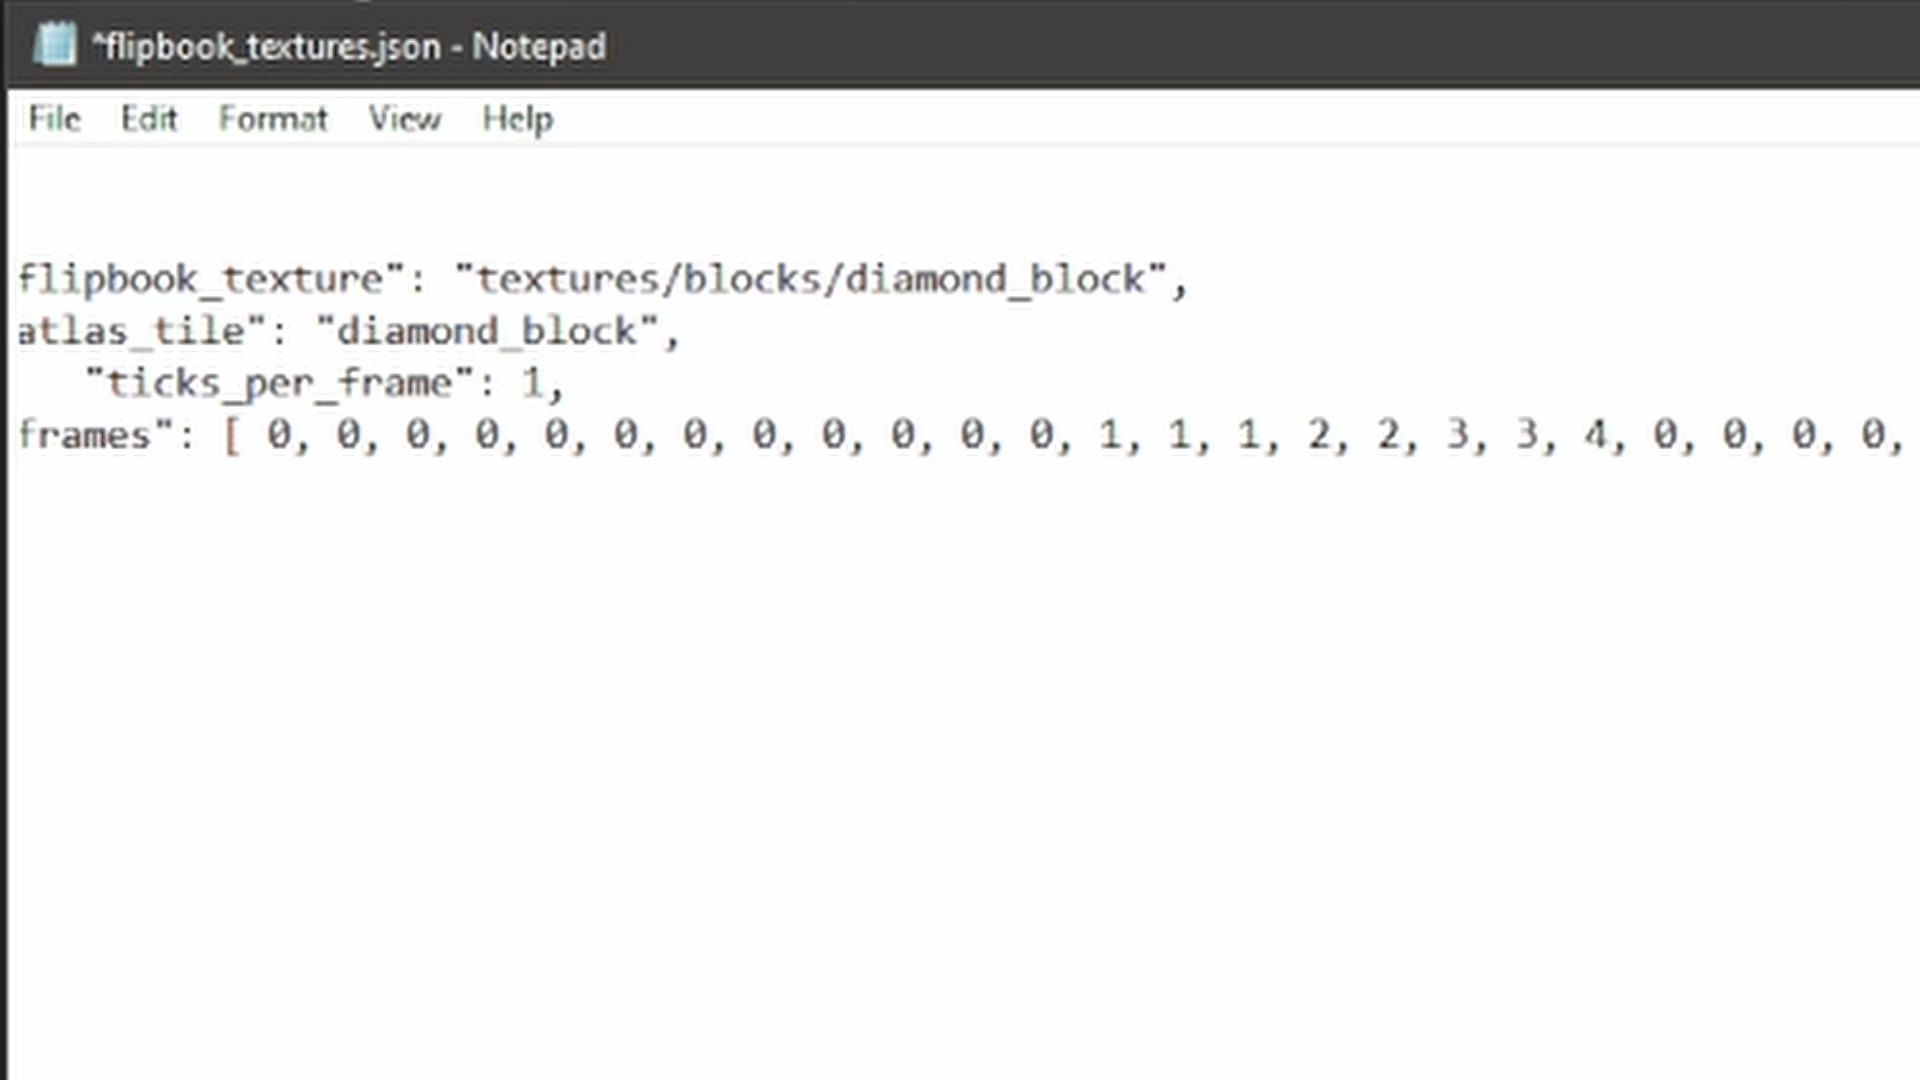 *flipbook_textures.json - Notepad
File Edit Format View Help
flipbook_texture": "textures/blocks/diamond_block",
atlas_tile": "diamond_block",
"ticks_per_frame": 1,
frames": [ 0, 0, 0, 0, 0, 0, 0, 0, 0, 0, 0, 0, 1, 1, 1, 2, 2, 3, 3, 4, 0, 0, 0, 0,